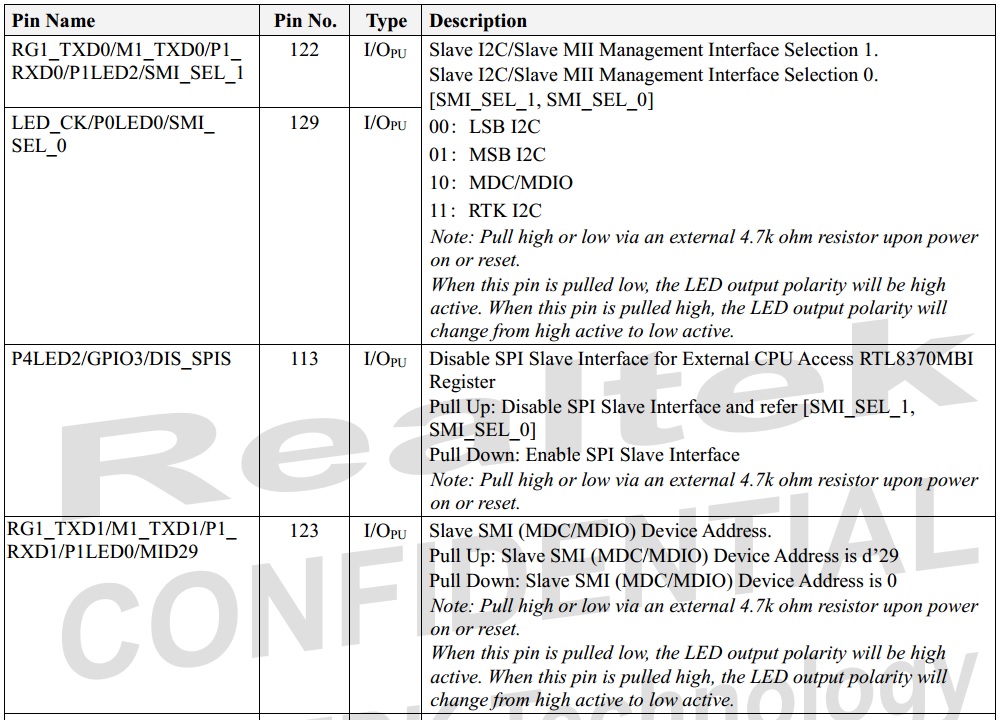 Pin Name Pin No. Type Description
RG1_TXD0/M1_TXD0/P1_
RXD0/P1LED2/SMI_SEL_1
122
I/OPU
LED_CK/P0LED0/SMI_
SEL_0
129
I/OPU
Slave I2C/Slave MII Management Interface Selection 1.
Slave I2C/Slave MII Management Interface Selection 0.
[SMI_SEL_1, SMI_SEL_0]
00: LSB I2C
01: MSB I2C
10: MDC/MDIO
11: RTK I2C
Note: Pull high or low via an external 4.7k ohm resistor upon power
on or reset.
When this pin is pulled low, the LED output polarity will be high
active. When this pin is pulled high, the LED output polarity will
change from high active to low active.
P4LED2/GPIO3/DIS_SPIS
113
I/OPU
Disable SPI Slave Interface for External CPU Access RTL8370MBI
Register
Pull Up: Disable SPI Slave Interface and refer [SMI_SEL_1,
SMI_SEL_0]
Pull Down: Enable SPI Slave Interface
Note: Pull high or low via an external 4.7k ohm resistor upon power
on or reset.
RG1_TXD1/M1_TXD1/P1_
RXD1/P1LED0/MID29
123
I/OPU
Slave SMI (MDC/MDIO) Device Address.
Pull Up: Slave SMI (MDC/MDIO) Device Address is d’29
Pull Down: Slave SMI (MDC/MDIO) Device Address is 0
Note: Pull high or low via an external 4.7k ohm resistor upon power
on or reset.
When this pin is pulled low, the LED output polarity will be high
active. When this pin is pulled high, the LED output polarity will
change from high active to low active.
Realtek
CONFIDENTIAL
Technology